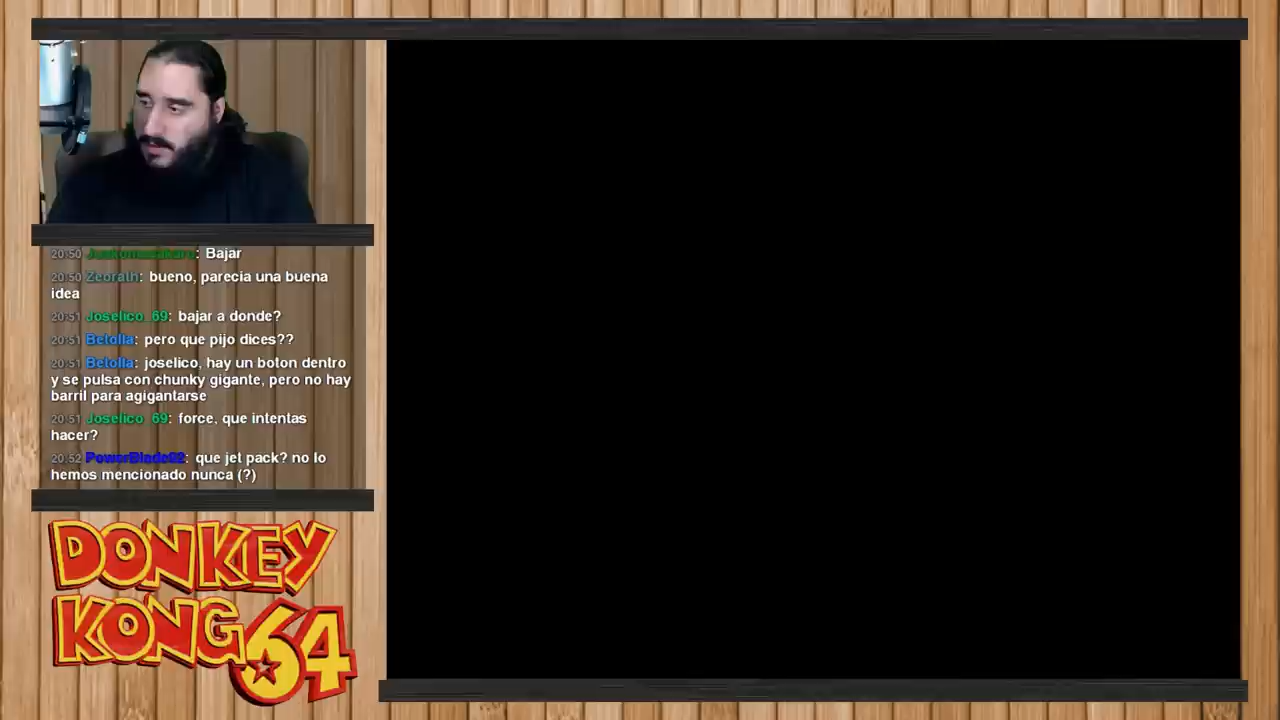 20:50 Juakomazakaru: Bajar
20:50 Zeorath: bueno, parecia una buena
idea
20:51 Joselico_69: bajar a donde?
20:51 Betolla: pero que pijo dices??
20:51 Betolla: joselico, hay un boton dentro
y se pulsa con chunky gigante, pero no hay
barril para agigantarse
20:51 Joselico_69: force, que intentas
hacer?
20:52 PowerBlade92: que jet pack? no lo
hemos mencionado nunca (?)
DONKEY
KONG 64